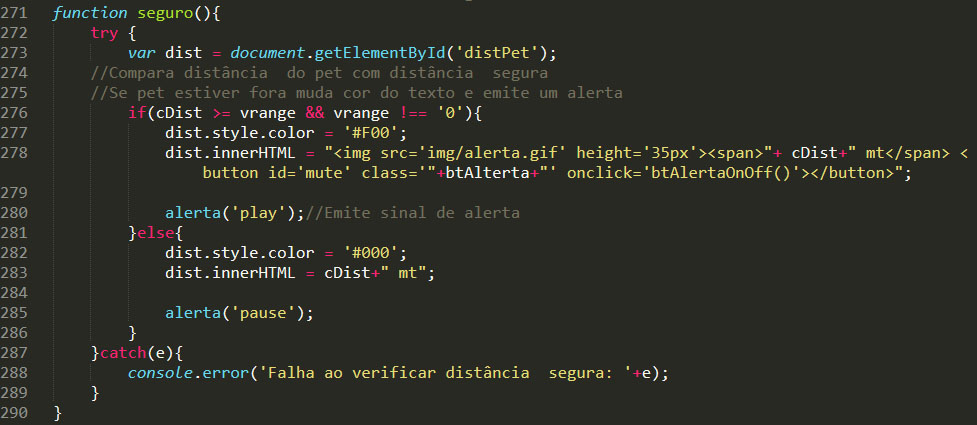 271 function seguro(){
272 try {
273 var dist = document.getElementById('distPet');
274 //Compara distância  do pet com distância  segura
275 //Se pet estiver fora muda cor do texto e emite um alerta
276 if(cDist >= vrange && vrange !== '0'){
277 dist.style.color = '#F00';
278 dist.innerHTML = "<img src='img/alerta.gif' height='35px'><span>"+ cDist+" mt</span> <
button id='mute' class='"+btAlterta+"' onclick='btAlertaOnOff()'></button>";
279
280 alerta('play');//Emite sinal de alerta
281 }else{
282 dist.style.color = '#000';
283 dist.innerHTML = cDist+" mt";
284
285 alerta('pause');
286 }
287 }catch(e){
288 console.error('Falha ao verificar distância  segura: '+e);
289 }
290 }